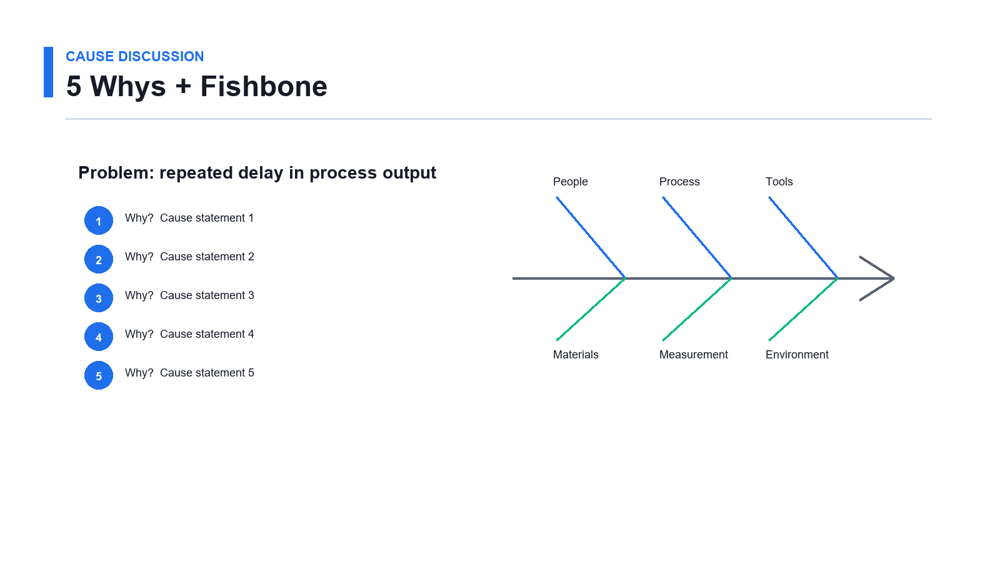 CAUSE DISCUSSION
5 Whys + Fishbone
Problem: repeated delay in process output
1 Why?  Cause statement 1
2 Why?  Cause statement 2
3 Why?  Cause statement 3
4 Why?  Cause statement 4
5 Why?  Cause statement 5
People Process Tools
Materials Measurement Environment